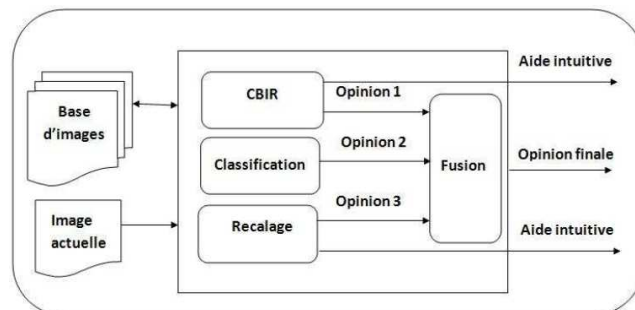 Aide intuitive
CBIR
Opinion 1
Base
d'images
Opinion 2
Classification
Fusion
Opinion finale
Opinion 3
Image
actuelle
Recalage
Aide intuitive